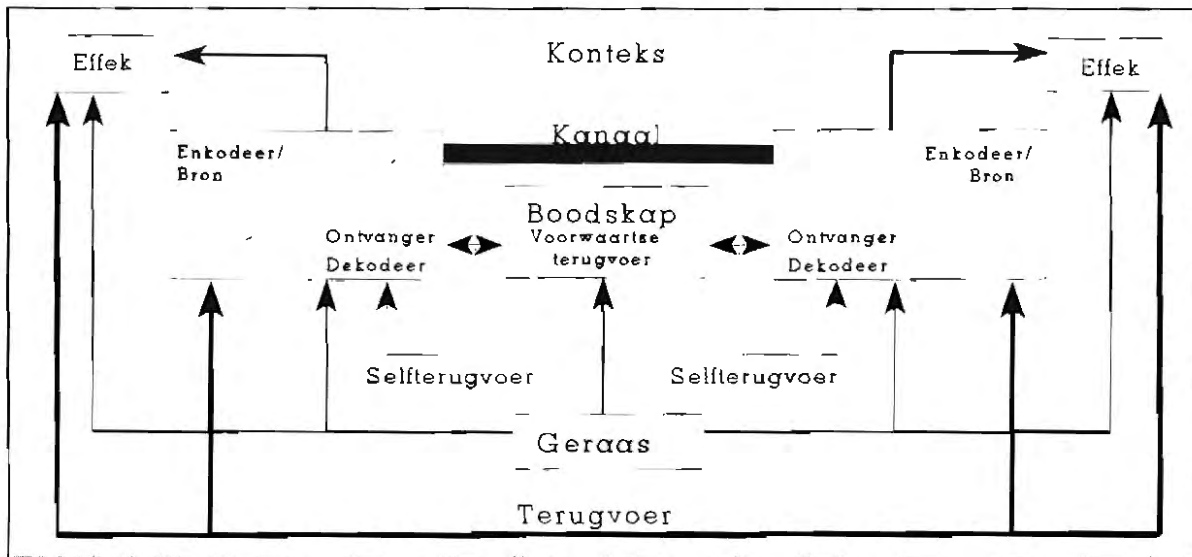 Konteks
Effek
Effek
Kanaal
Enkodeer/
Bron
Enkodeer/
Bron
Boodskap
Voorwaartse
terugvoer
Ontvanger
Dekodeer
Ontvanger
Dekodeer
Selfterugvoer
Selfterugvoer
Geraas
Terugvoer